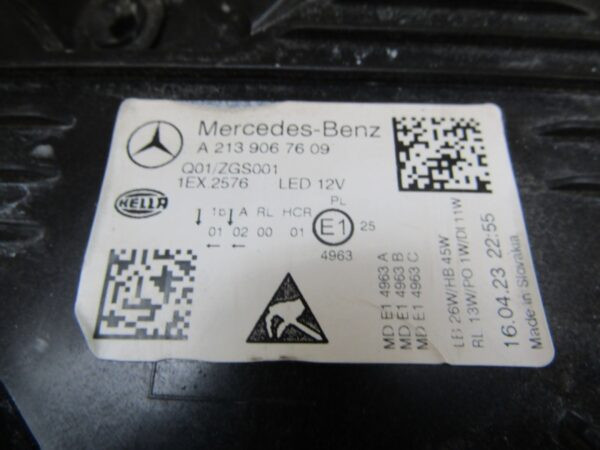 Mercedes-Benz
A 213 906 76 09
Q01/ZGS001
1EX.2576 LED 12V
HELLA
PL
1b A RL HCR
E1 25
01 02 00 01
4963
MD E1 4963 A
MD E1 4963 B
MD E1 4963 C
26W/HB 45W
RL 13W/PO 1W/DI 11W
16.04.23 22:55
Made in Slovakia